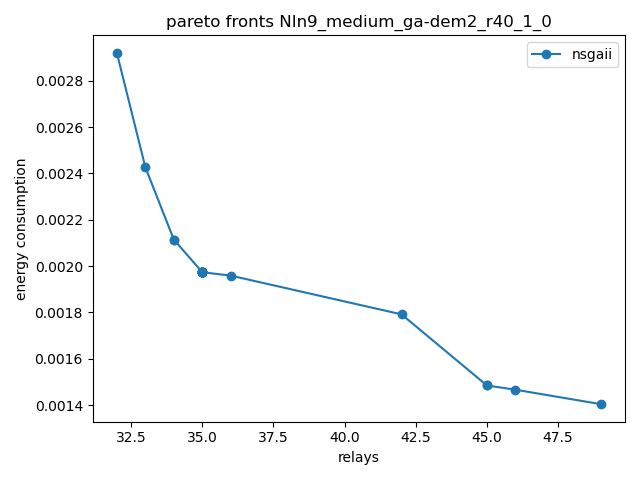 pareto fronts NIn9_medium_ga-dem2_r40_1_0
nsgaii
0.0028
0.0026
0.0024
0.0022
0.0020
0.0018
0.0016
0.0014
energy consumption
32.5 35.0 37.5 40.0 42.5 45.0 47.5
relays